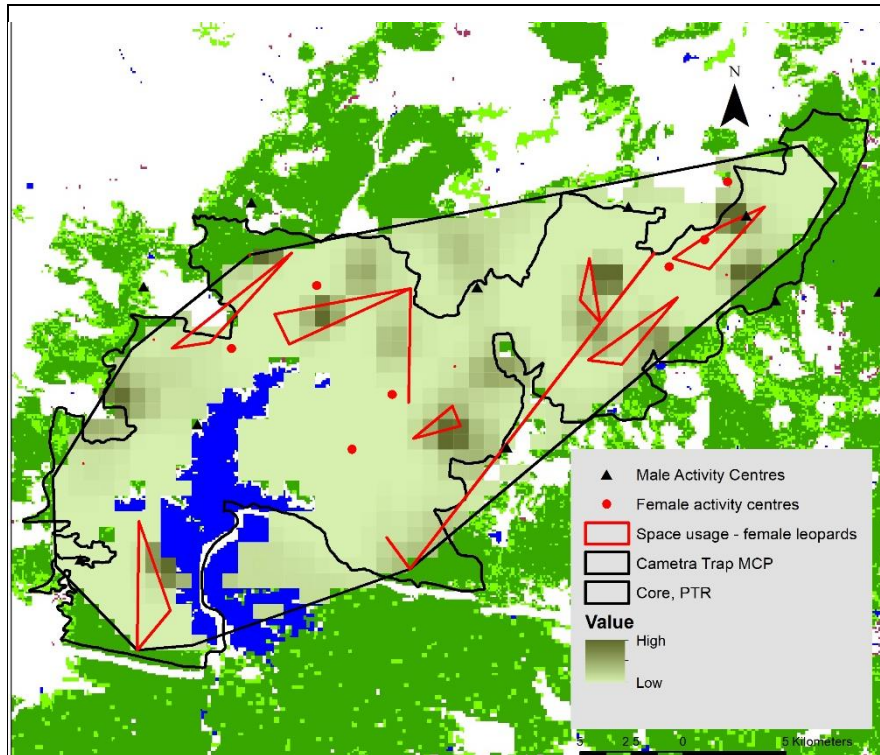 N
Male Activity Centres
Female activity centres
Space usage - female leopards
Cametra Trap MCP
Core, PTR
Value
High
Low
5 2.5 0 5 Kilometers